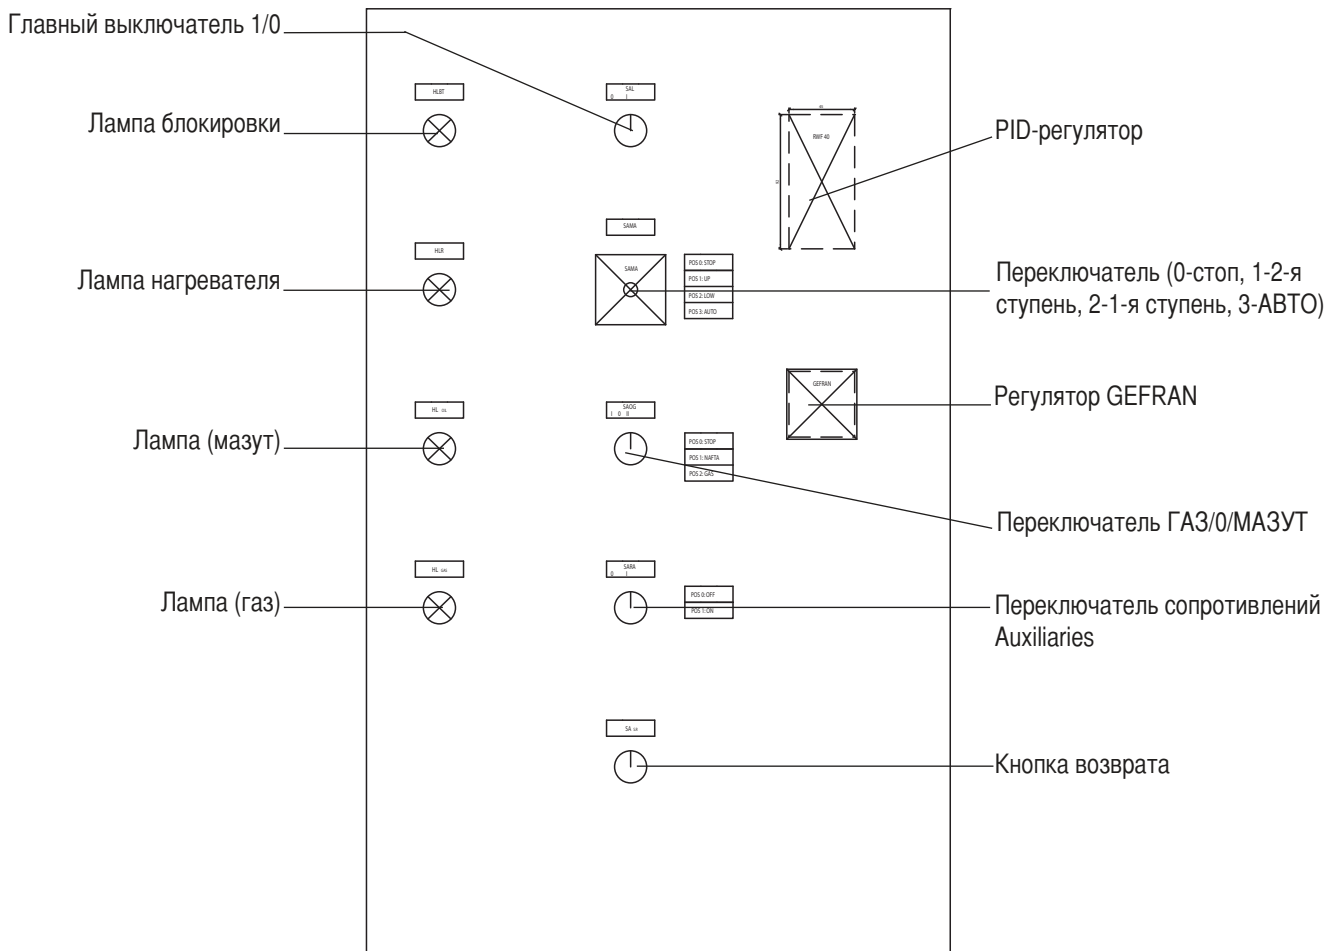 Главный выключатель 1/0
HLBT
SAL
0 I
Лампа блокировки
RWF 40
PID-регулятор
SAMA
HLR
SAMA
POS 0: STOP
POS 1: UP
POS 2: LOW
POS 3: AUTO
Лампа нагревателя
Переключатель (0-стоп, 1-2-я
ступень, 2-1-я ступень, 3-АВТО)
GEFRAN
Регулятор GEFRAN
HL
SAOG
I 0 II
Лампа (мазут)
POS 0: STOP
POS 1: NAFTA
POS 2: GAS
Переключатель ГАЗ/0/МАЗУТ
HL GAS
SARA
0 I
Лампа (газ)
POS 0: OFF
POS 1: ON
Переключатель сопротивлений
Auxiliaries
SA
Кнопка возврата